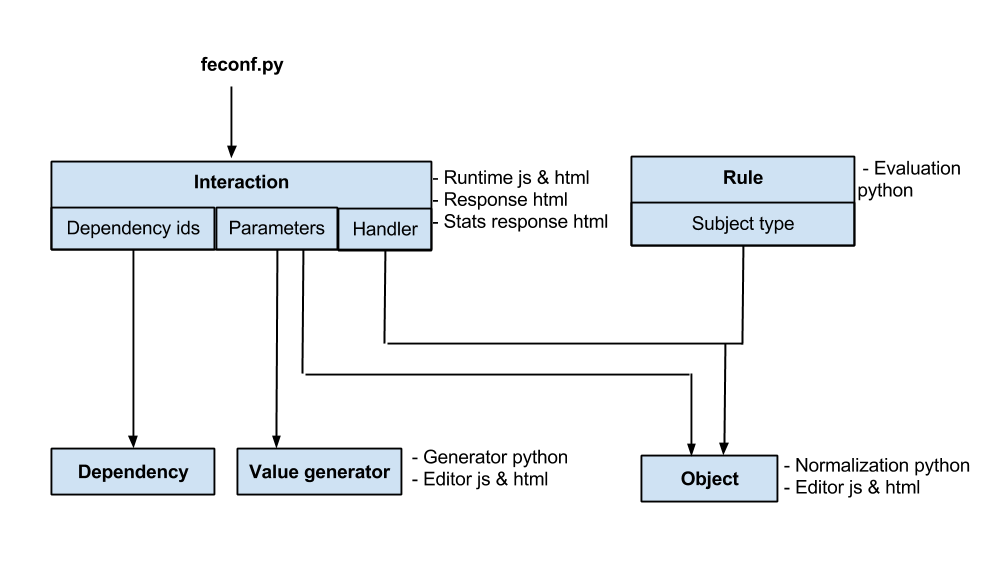 feconf.py
Interaction
Dependency ids
Parameters
Handler
- Runtime js & html
- Response html
- Stats response html
Rule
Subject type
- Evaluation
python
Dependency
Value generator
- Generator python
- Editor js & html
Object
- Normalization python
- Editor js & html